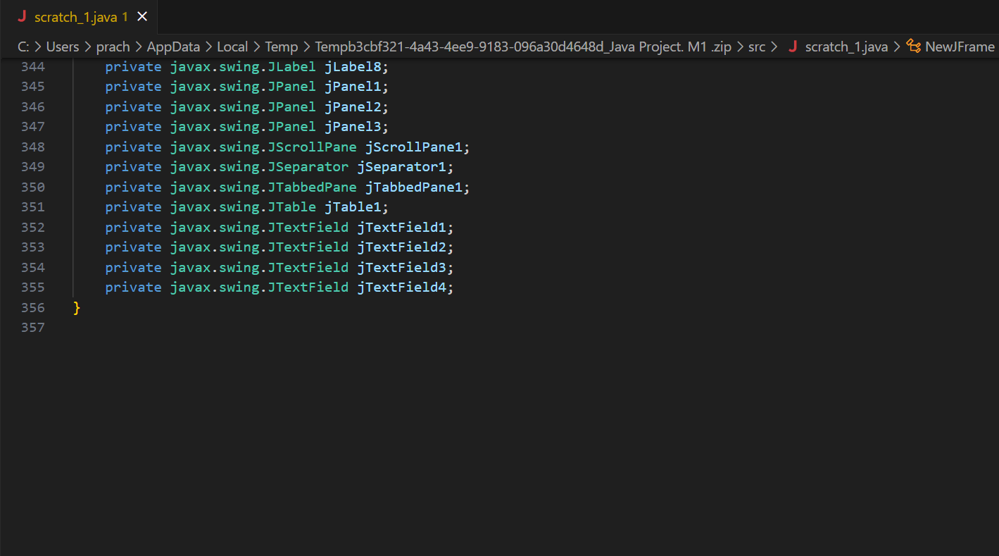 J scratch_1.java 1 ×
C: > Users > prach > AppData > Local > Temp > Tempb3cbf321-4a43-4ee9-9183-096a30d4648d_Java Project. M1 .zip > src > J scratch_1.java > NewJFrame
344 private javax.swing.JLabel jLabel8;
345 private javax.swing.JPanel jPanel1;
346 private javax.swing.JPanel jPanel2;
347 private javax.swing.JPanel jPanel3;
348 private javax.swing.JScrollPane jScrollPane1;
349 private javax.swing.JSeparator jSeparator1;
350 private javax.swing.JTabbedPane jTabbedPane1;
351 private javax.swing.JTable jTable1;
352 private javax.swing.JTextField jTextField1;
353 private javax.swing.JTextField jTextField2;
354 private javax.swing.JTextField jTextField3;
355 private javax.swing.JTextField jTextField4;
356 }
357